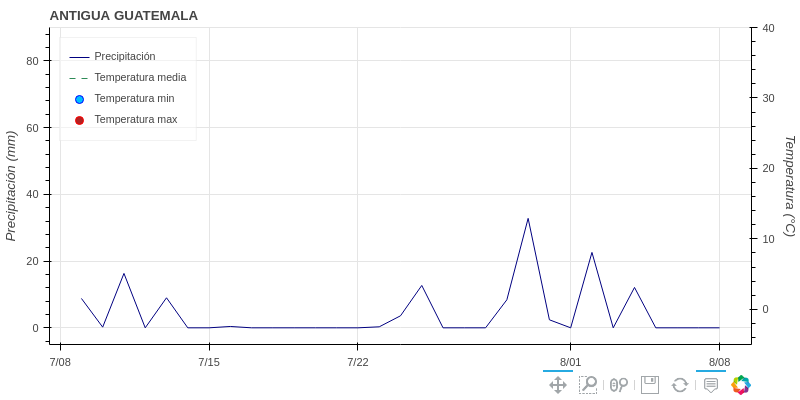 ANTIGUA GUATEMALA
Precipitación
Temperatura media
Temperatura min
Temperatura max
Precipitación (mm)
80
60
40
20
0
Temperatura (°C)
40
30
20
10
0
7/08 7/15 7/22 8/01 8/08